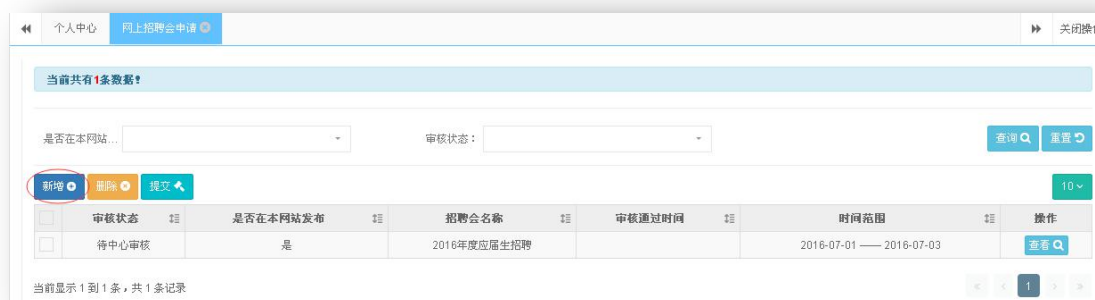 个人中心 网上招聘会申请 关闭操
当前共有1条数据!
是否在本网站... 审核状态: 查询 重置
新增 删除 提交 10
审核状态 是否在本网站发布 招聘会名称 审核通过时间 时间范围 操作
待中心审核 是 2016年度应届生招聘 2016-07-01 —— 2016-07-03 查看
当前显示 1 到 1 条,共 1 条记录 « ‹ 1 › »